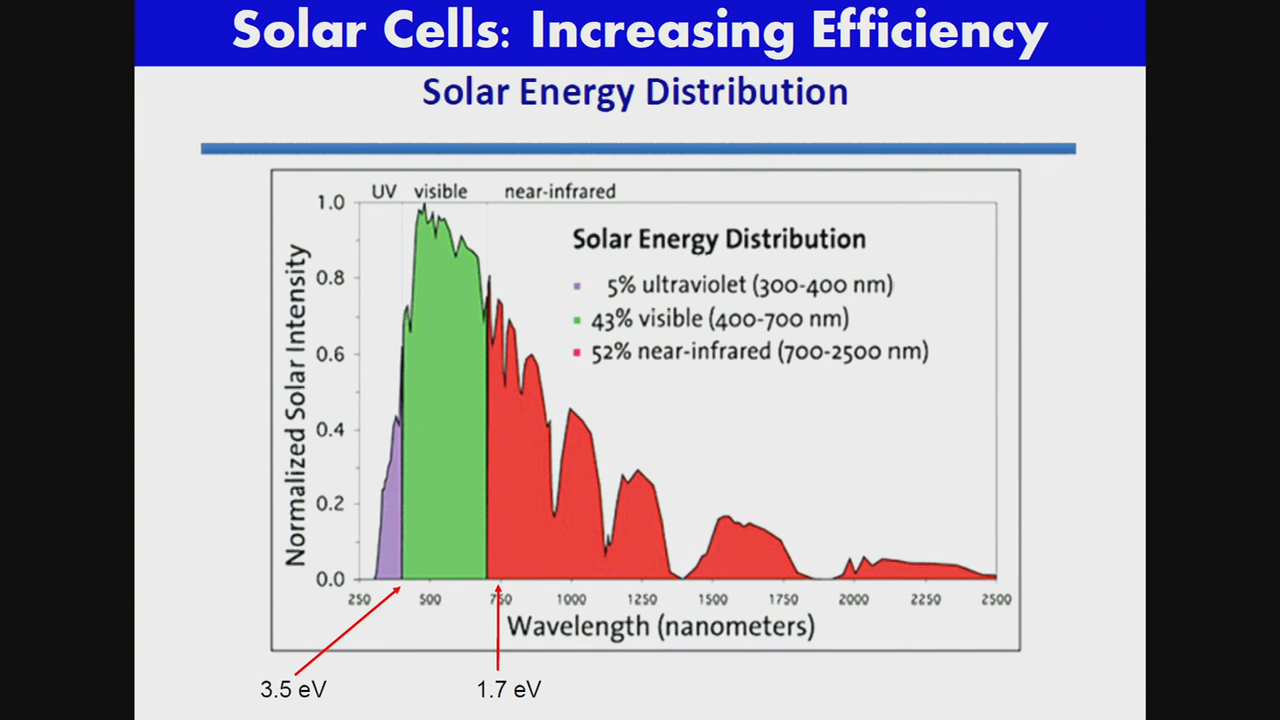 Solar Cells: Increasing Efficiency
Solar Energy Distribution
UV visible near-infrared
1.0
0.8
0.6
0.4
0.2
0.0
Normalized Solar Intensity
Solar Energy Distribution
5% ultraviolet (300-400 nm)
43% visible (400-700 nm)
52% near-infrared (700-2500 nm)
250 500 750 1000 1250 1500 1750 2000 2250 2500
Wavelength (nanometers)
3.5 eV 1.7 eV